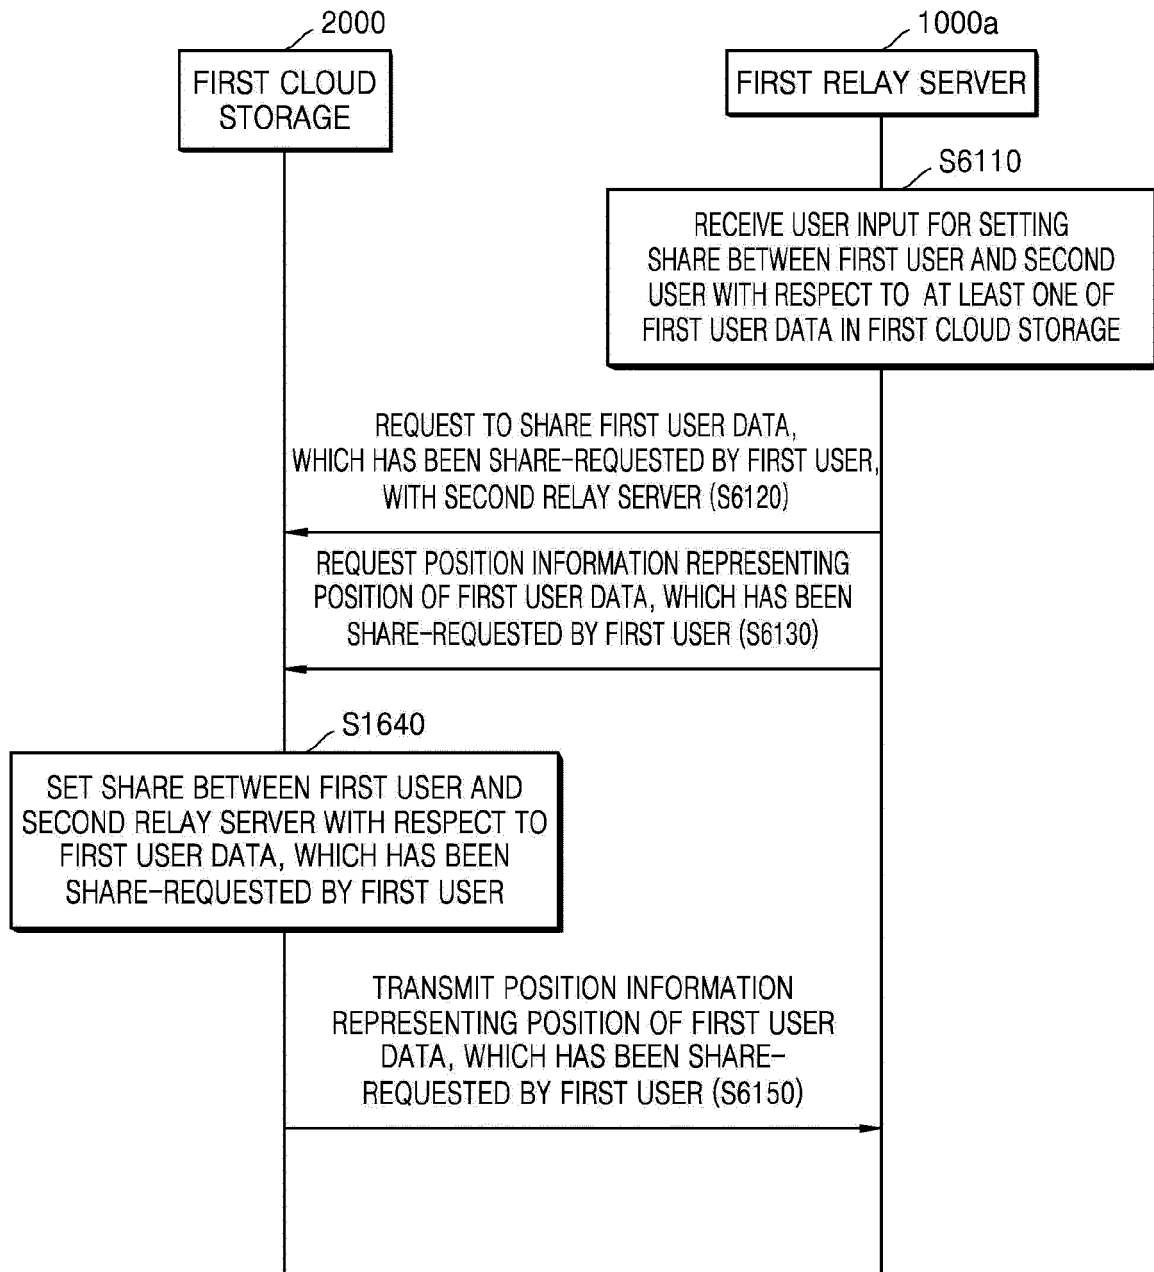 2000
FIRST CLOUD
STORAGE
1000a
FIRST RELAY SERVER
S6110
RECEIVE USER INPUT FOR SETTING
SHARE BETWEEN FIRST USER AND SECOND
USER WITH RESPECT TO AT LEAST ONE OF
FIRST USER DATA IN FIRST CLOUD STORAGE
REQUEST TO SHARE FIRST USER DATA,
WHICH HAS BEEN SHARE-REQUESTED BY FIRST USER,
WITH SECOND RELAY SERVER (S6120)
REQUEST POSITION INFORMATION REPRESENTING
POSITION OF FIRST USER DATA, WHICH HAS BEEN
SHARE-REQUESTED BY FIRST USER (S6130)
S1640
SET SHARE BETWEEN FIRST USER AND
SECOND RELAY SERVER WITH RESPECT TO
FIRST USER DATA, WHICH HAS BEEN
SHARE-REQUESTED BY FIRST USER
TRANSMIT POSITION INFORMATION
REPRESENTING POSITION OF FIRST USER
DATA, WHICH HAS BEEN SHARE-
REQUESTED BY FIRST USER (S6150)